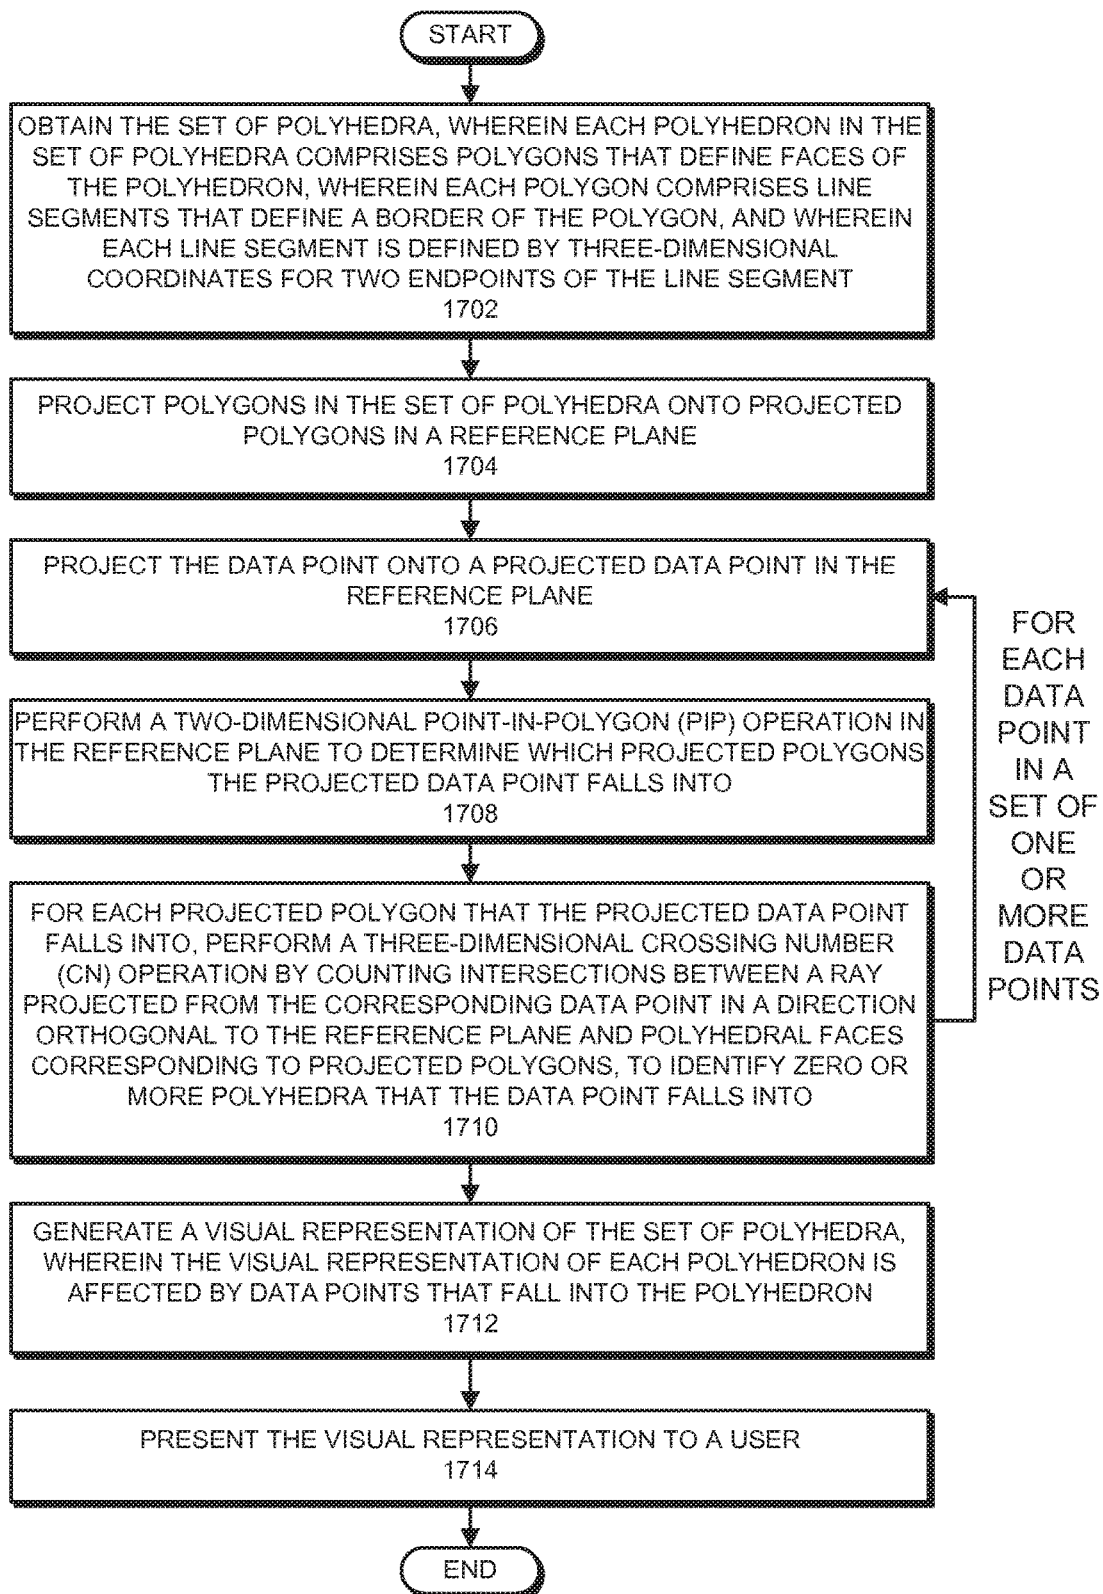 START
OBTAIN THE SET OF POLYHEDRA, WHEREIN EACH POLYHEDRON IN THE
SET OF POLYHEDRA COMPRISES POLYGONS THAT DEFINE FACES OF
THE POLYHEDRON, WHEREIN EACH POLYGON COMPRISES LINE
SEGMENTS THAT DEFINE A BORDER OF THE POLYGON, AND WHEREIN
EACH LINE SEGMENT IS DEFINED BY THREE-DIMENSIONAL
COORDINATES FOR TWO ENDPOINTS OF THE LINE SEGMENT
1702
PROJECT POLYGONS IN THE SET OF POLYHEDRA ONTO PROJECTED
POLYGONS IN A REFERENCE PLANE
1704
PROJECT THE DATA POINT ONTO A PROJECTED DATA POINT IN THE
REFERENCE PLANE
1706
PERFORM A TWO-DIMENSIONAL POINT-IN-POLYGON (PIP) OPERATION IN
THE REFERENCE PLANE TO DETERMINE WHICH PROJECTED POLYGONS
THE PROJECTED DATA POINT FALLS INTO
1708
FOR EACH PROJECTED POLYGON THAT THE PROJECTED DATA POINT
FALLS INTO, PERFORM A THREE-DIMENSIONAL CROSSING NUMBER
(CN) OPERATION BY COUNTING INTERSECTIONS BETWEEN A RAY
PROJECTED FROM THE CORRESPONDING DATA POINT IN A DIRECTION
ORTHOGONAL TO THE REFERENCE PLANE AND POLYHEDRAL FACES
CORRESPONDING TO PROJECTED POLYGONS, TO IDENTIFY ZERO OR
MORE POLYHEDRA THAT THE DATA POINT FALLS INTO
1710
FOR
EACH
DATA
POINT
IN A
SET OF
ONE
OR
MORE
DATA
POINTS
GENERATE A VISUAL REPRESENTATION OF THE SET OF POLYHEDRA,
WHEREIN THE VISUAL REPRESENTATION OF EACH POLYHEDRON IS
AFFECTED BY DATA POINTS THAT FALL INTO THE POLYHEDRON
1712
PRESENT THE VISUAL REPRESENTATION TO A USER
1714
END